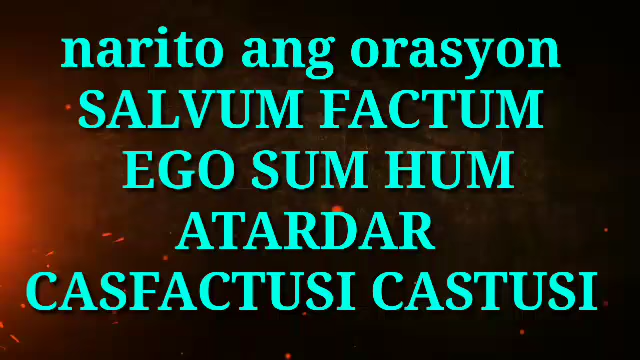 narito ang orasyon
SALVUM FACTUM
EGO SUM HUM
ATARDAR
CASFACTUSI CASTUSI